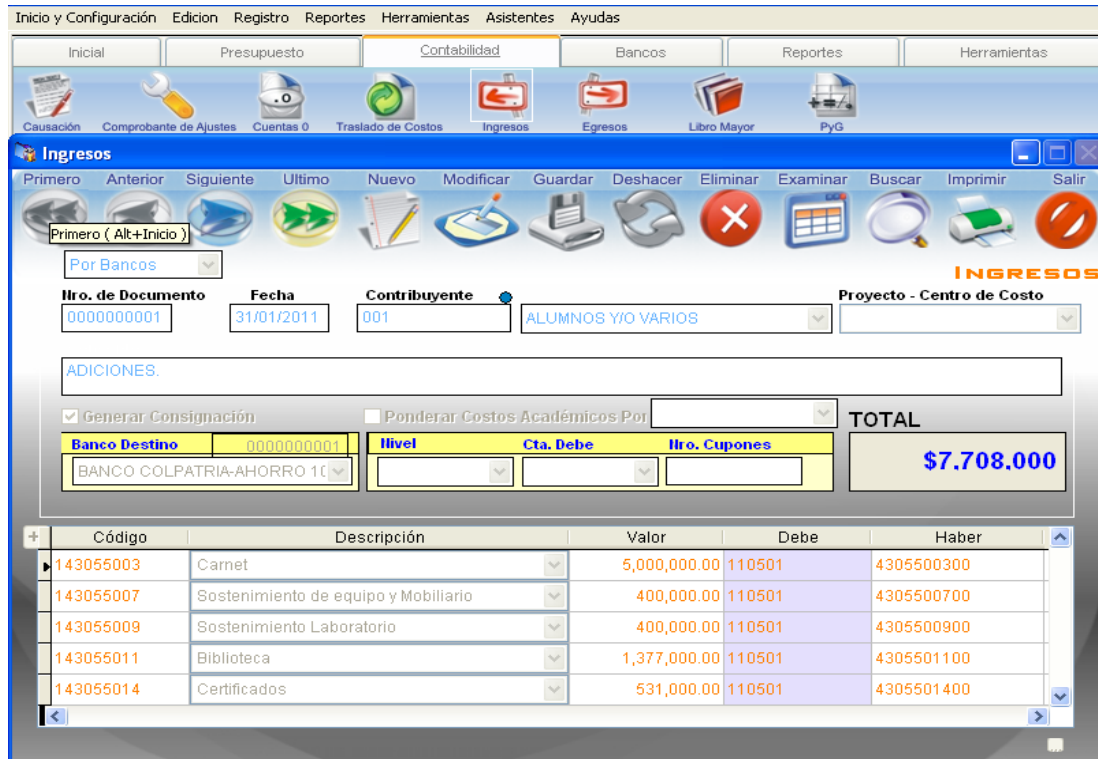 Inicio y Configuración Edicion Registro Reportes Herramientas Asistentes Ayudas
Inicial Presupuesto Contabilidad Bancos Reportes Herramientas
Causación Comprobante de Ajustes Cuentas 0 Traslado de Costos Ingresos Egresos Libro Mayor PyG
Ingresos
Primero Anterior Siguiente Ultimo Nuevo Modificar Guardar Deshacer Eliminar Examinar Buscar Imprimir Salir
Primero ( Alt+Inicio )
Por Bancos
INGRESOS
Nro. de Documento Fecha Contribuyente Proyecto - Centro de Costo
0000000001 31/01/2011 001 ALUMNOS Y/O VARIOS
ADICIONES.
Generar Consignación Ponderar Costos Académicos Por TOTAL
Banco Destino 0000000001 Nivel Cta. Debe Nro. Cupones
BANCO COLPATRIA-AHORRO 10 $7.708.000
Código Descripción Valor Debe Haber
143055003 Carnet 5,000,000.00 110501 4305500300
143055007 Sostenimiento de equipo y Mobiliario 400,000.00 110501 4305500700
143055009 Sostenimiento Laboratorio 400,000.00 110501 4305500900
143055011 Biblioteca 1,377,000.00 110501 4305501100
143055014 Certificados 531,000.00 110501 4305501400